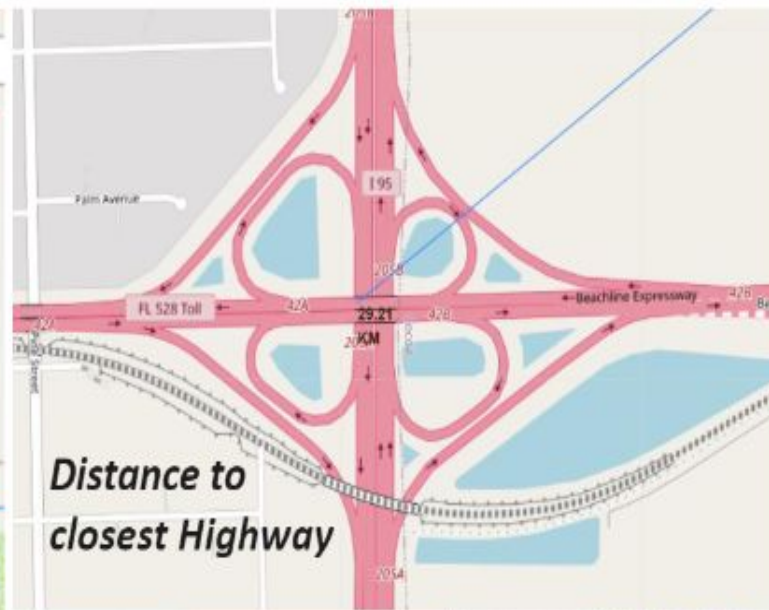 205B
I 95
Palm Avenue
205B
Beachline Expressway
42B
FL 528 Toll
42A
29.21
42B
KM
Distance to
closest Highway
205A